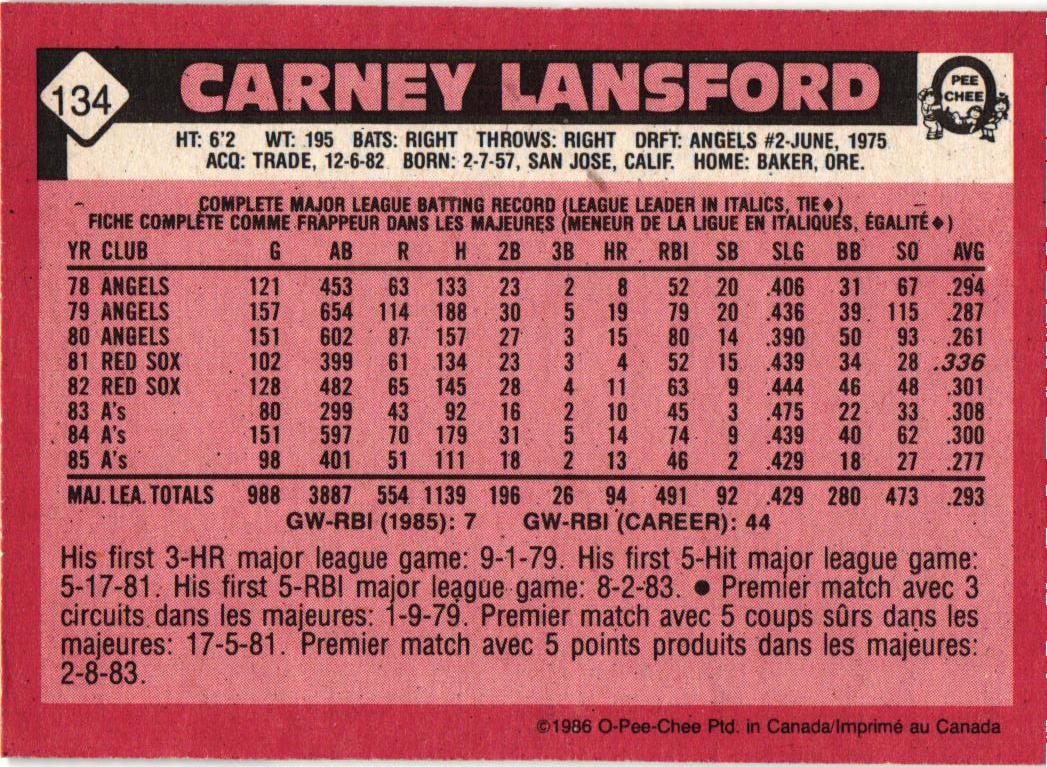 134
CARNEY LANSFORD
PEE
CHEE
HT: 6'2 WT: 195 BATS: RIGHT THROWS: RIGHT DRFT: ANGELS #2-JUNE, 1975
ACQ: TRADE, 12-6-82 BORN: 2-7-57, SAN JOSE, CALIF. HOME: BAKER, ORE.
COMPLETE MAJOR LEAGUE BATTING RECORD (LEAGUE LEADER IN ITALICS, TIE ♦)
FICHE COMPLÈTE COMME FRAPPEUR DANS LES MAJEURES (MENEUR DE LA LIGUE EN ITALIQUES, ÉGALITÉ ♦)
YR CLUB G AB R H 2B 3B HR RBI SB SLG BB SO AVG
78 ANGELS 121 453 63 133 23 2 8 52 20 .406 31 67 .294
79 ANGELS 157 654 114 188 30 5 19 79 20 .436 39 115 .287
80 ANGELS 151 602 87 157 27 3 15 80 14 .390 50 93 .261
81 RED SOX 102 399 61 134 23 3 4 52 15 .439 34 28 .336
82 RED SOX 128 482 65 145 28 4 11 63 9 .444 46 48 .301
83 A's 80 299 43 92 16 2 10 45 3 .475 22 33 .308
84 A's 151 597 70 179 31 5 14 74 9 .439 40 62 .300
85 A's 98 401 51 111 18 2 13 46 2 .429 18 27 .277
MAJ. LEA. TOTALS 988 3887 554 1139 196 26 94 491 92 .429 280 473 .293
GW-RBI (1985): 7 GW-RBI (CAREER): 44
His first 3-HR major league game: 9-1-79. His first 5-Hit major league game:
5-17-81. His first 5-RBI major league game: 8-2-83. ● Premier match avec 3
circuits dans les majeures: 1-9-79. Premier match avec 5 coups sûrs dans les
majeures: 17-5-81. Premier match avec 5 points produits dans les majeures:
2-8-83.
©1986 O-Pee-Chee Ptd. in Canada/Imprimé au Canada